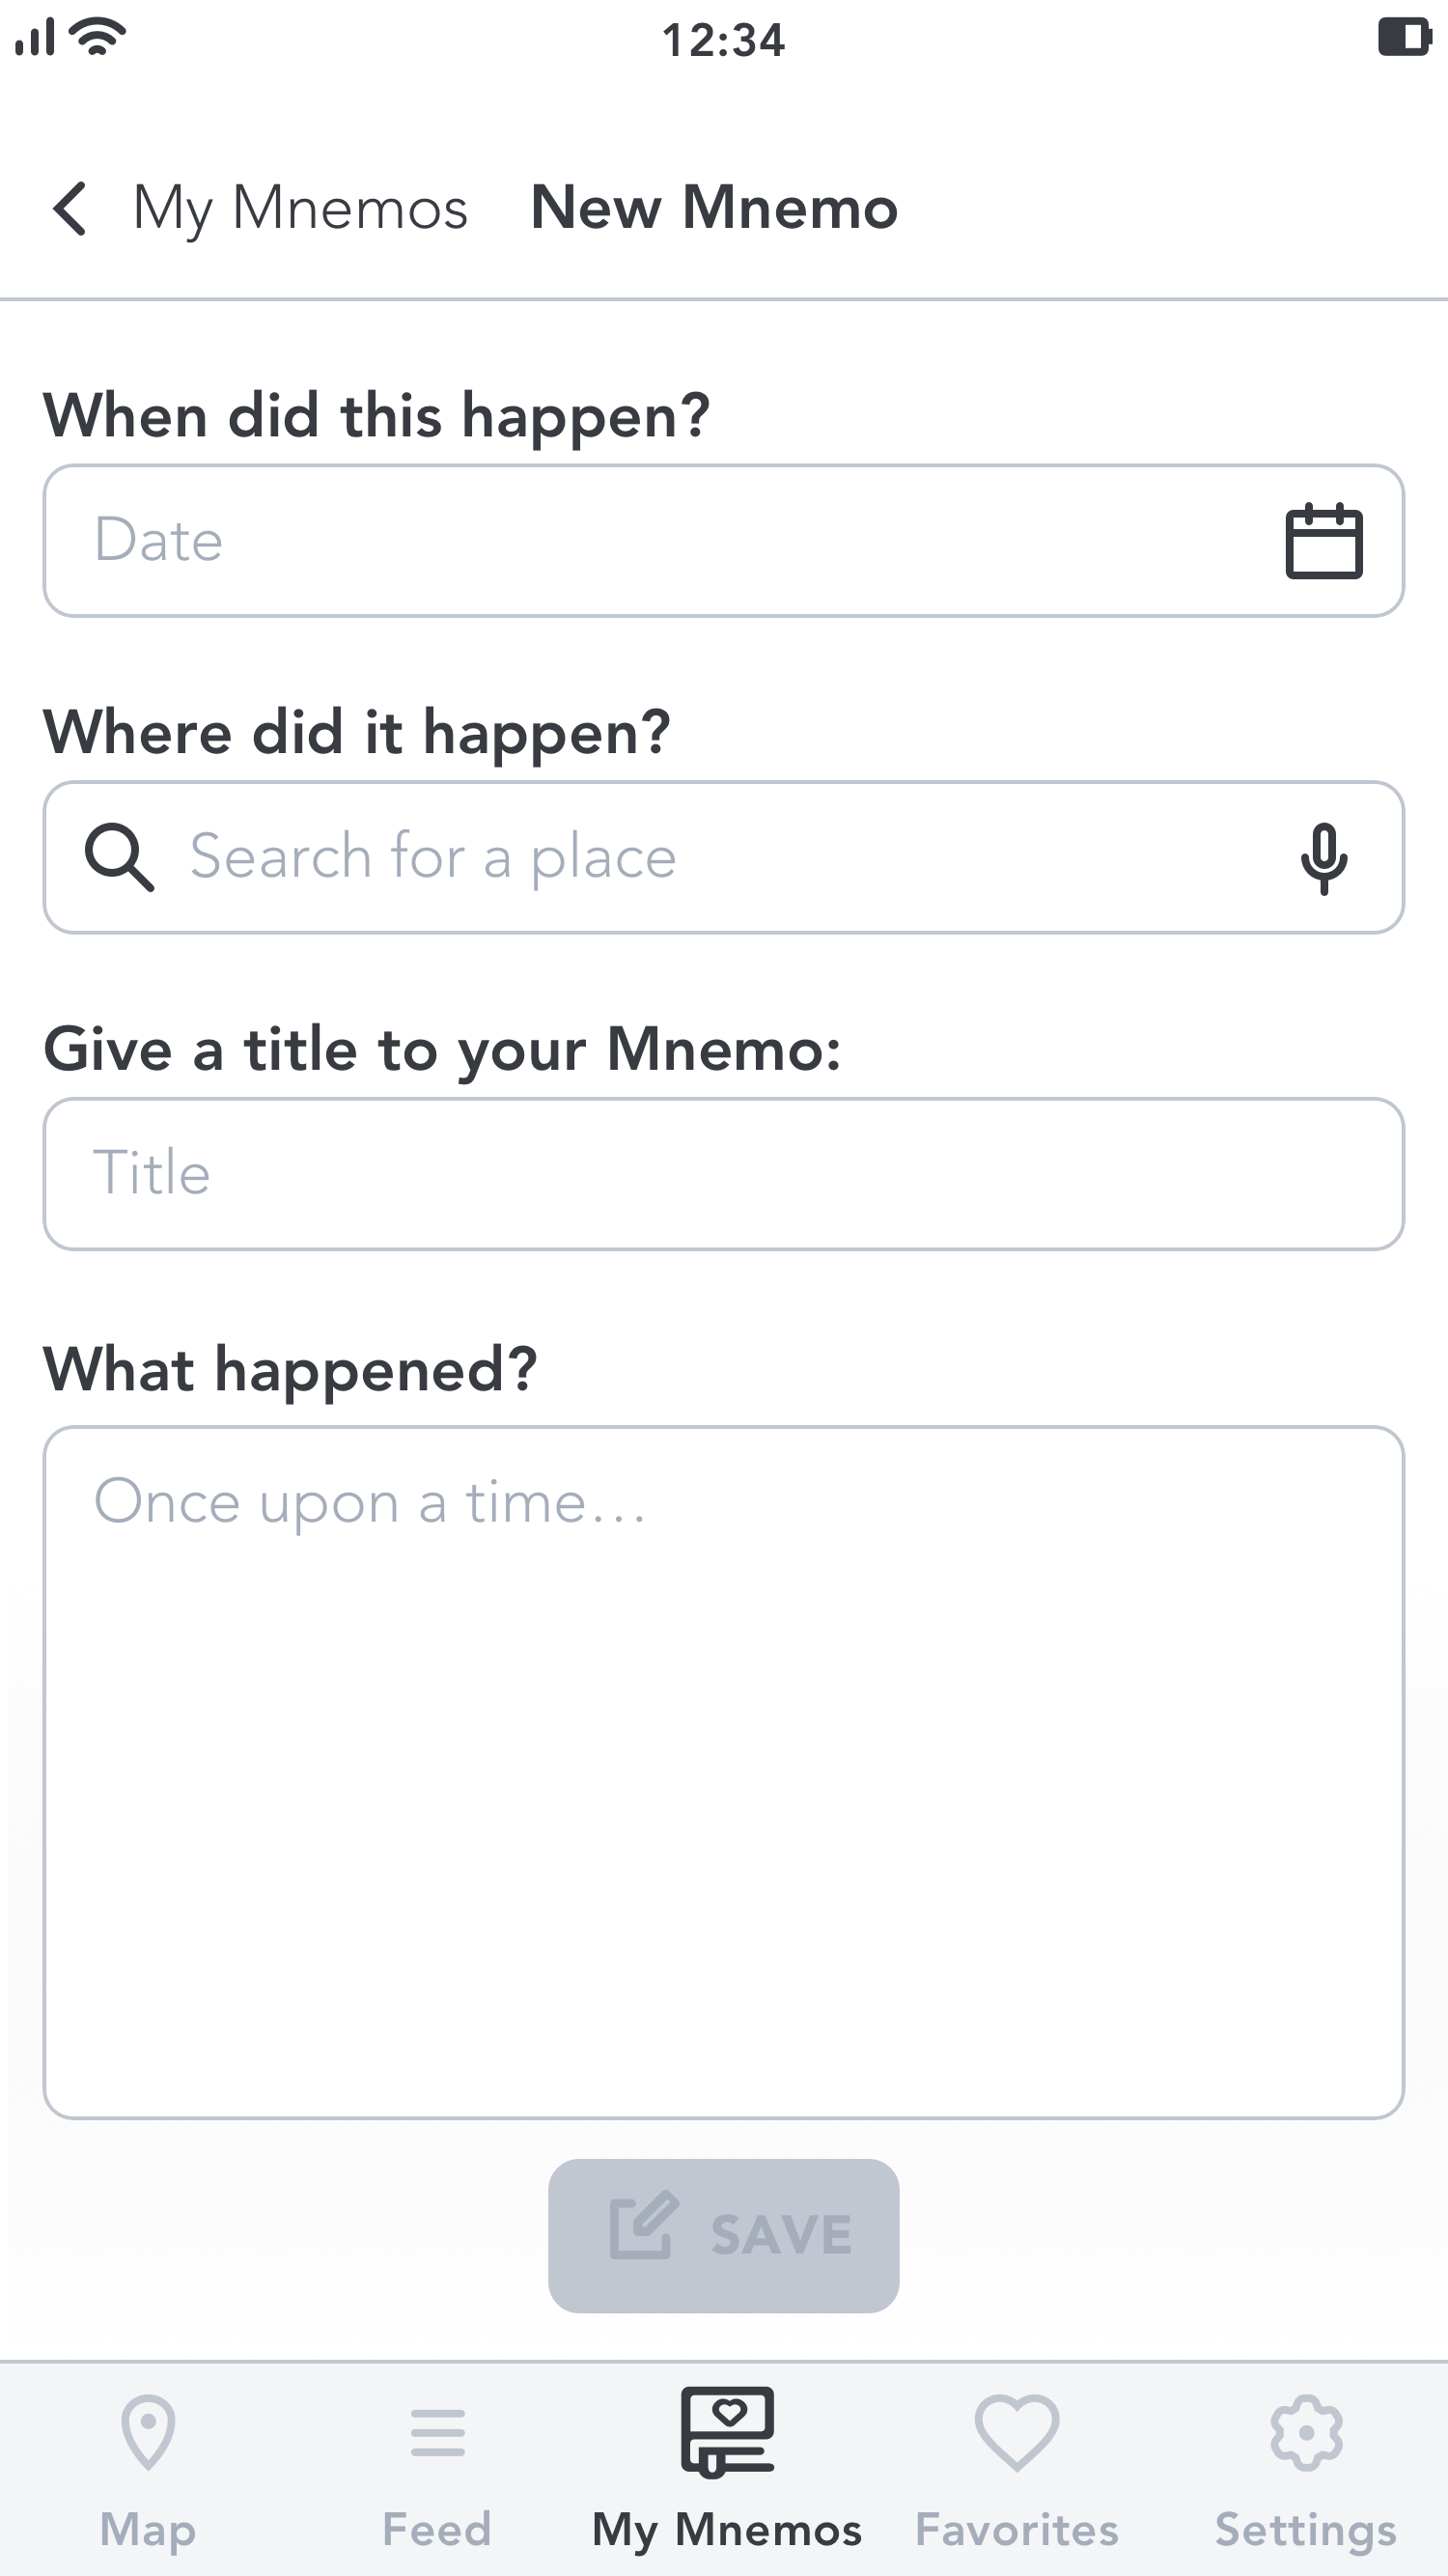 12:34
My Mnemos New Mnemo
When did this happen?
Date
Where did it happen?
Search for a place
Give a title to your Mnemo:
Title
What happened?
Once upon a time...
SAVE
Map Feed My Mnemos Favorites Settings